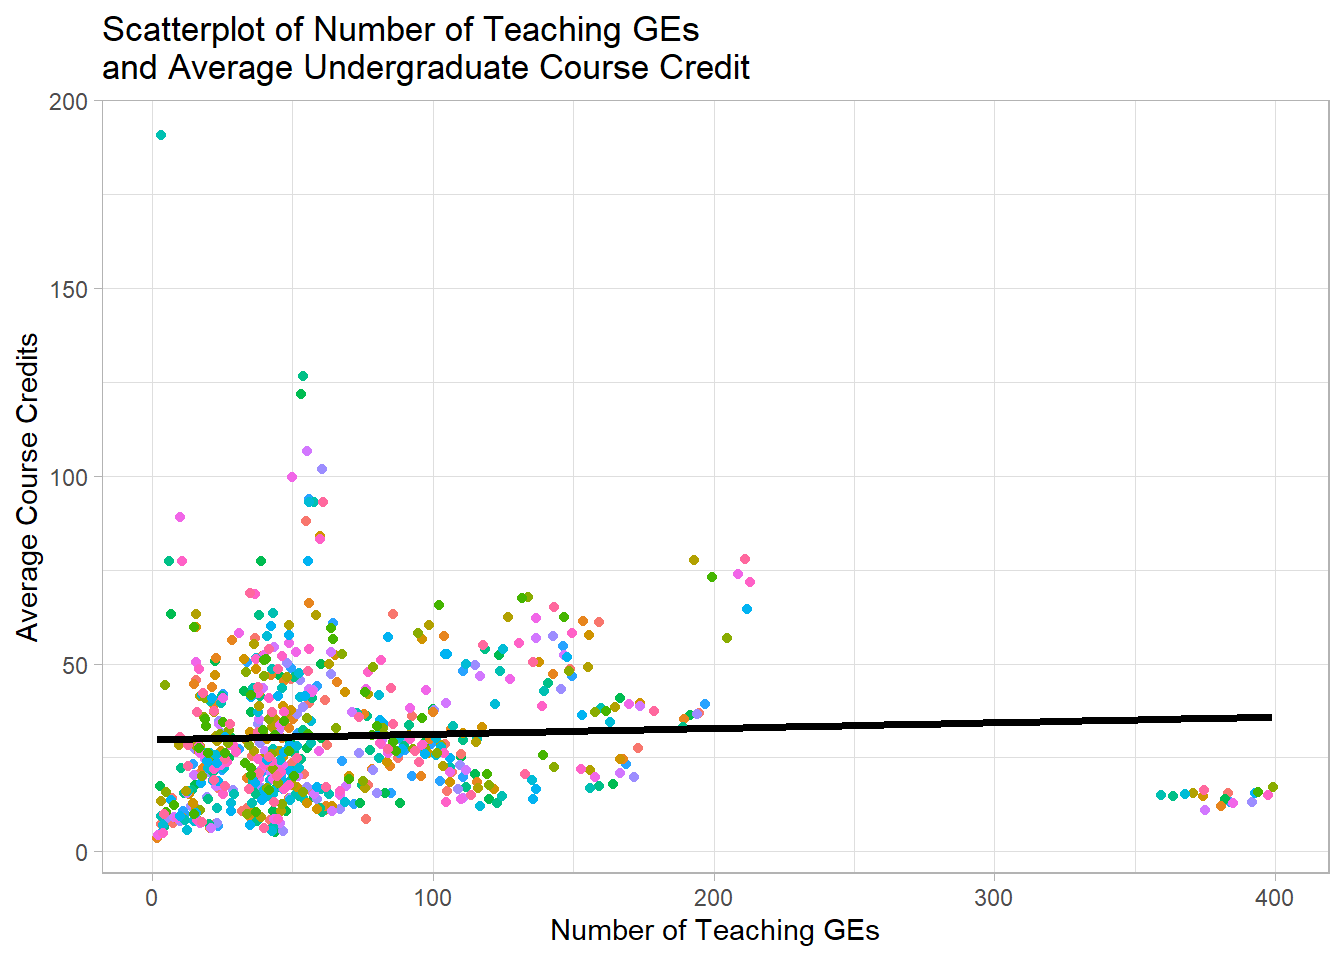 Scatterplot of Number of Teaching GEs
and Average Undergraduate Course Credit
200
150
100
50
0
Average Course Credits
0 100 200 300 400
Number of Teaching GEs